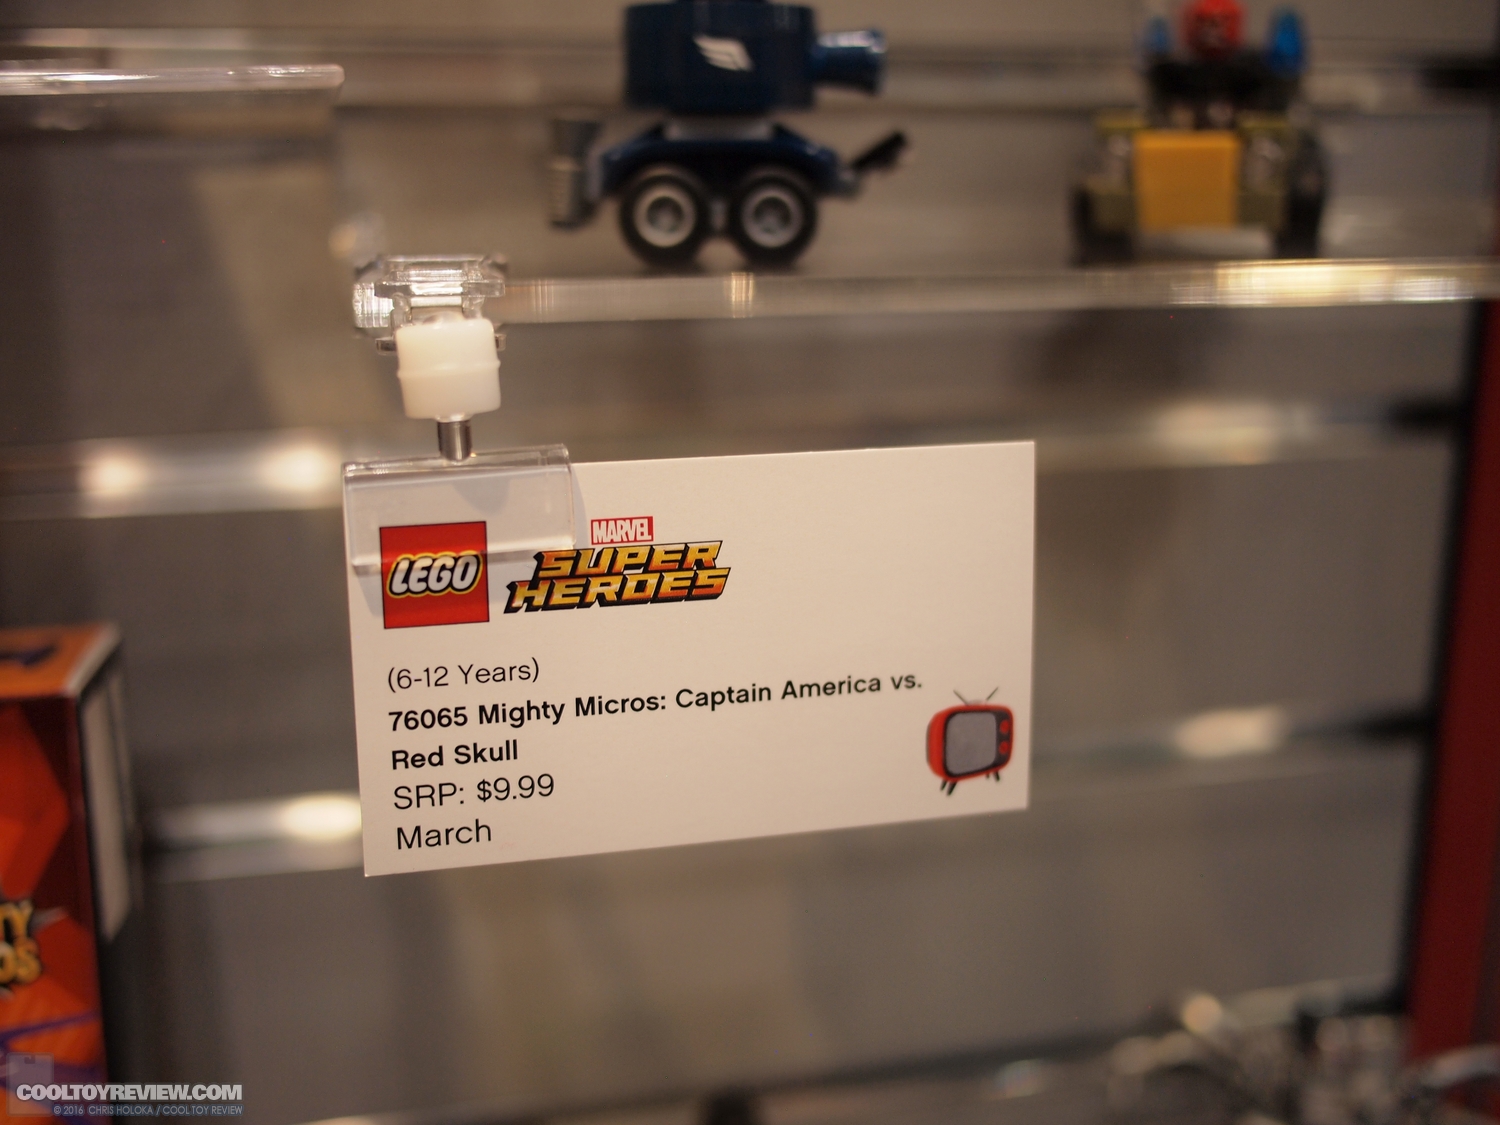 LEGO
MARVEL
SUPER
HEROES
(6-12 Years)
76065 Mighty Micros: Captain America vs.
Red Skull
SRP: $9.99
March
COOLTOYREVIEW.COM
© 2016 CHRIS HOLOKA / COOL TOY REVIEW